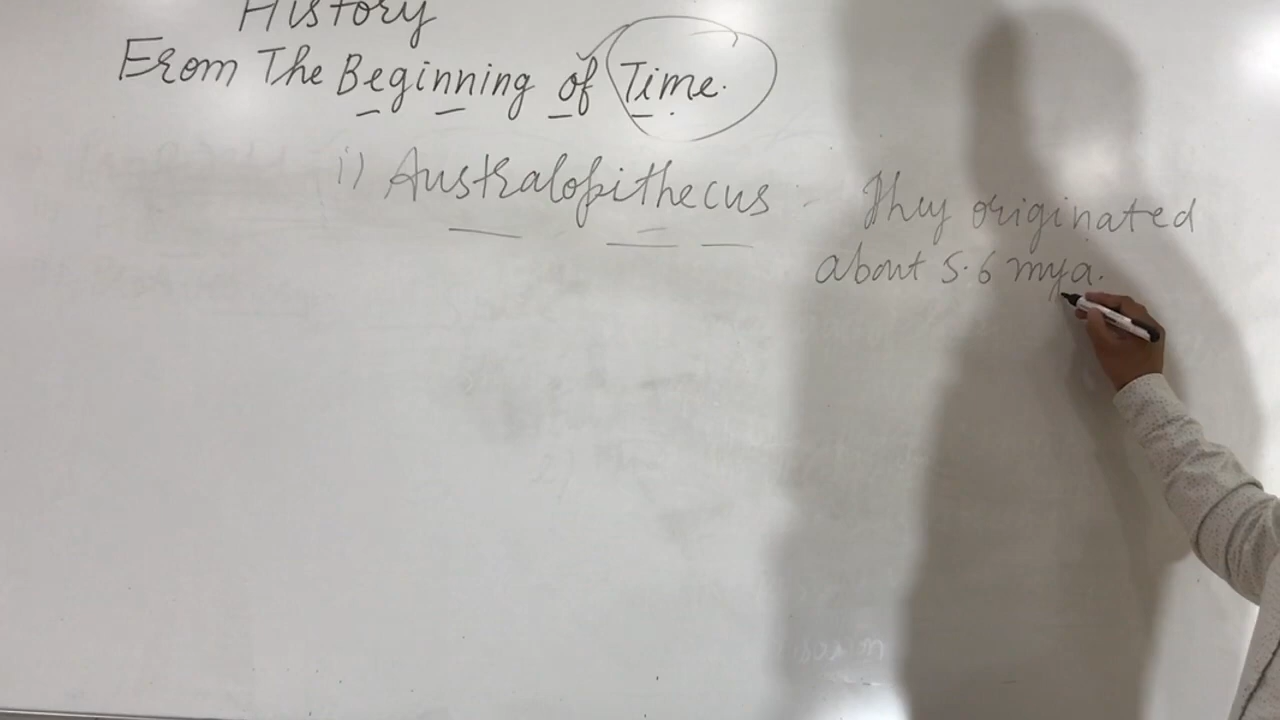 History
From The Beginning of Time.
i) Australopithecus - They originated
about 5.6 mya.